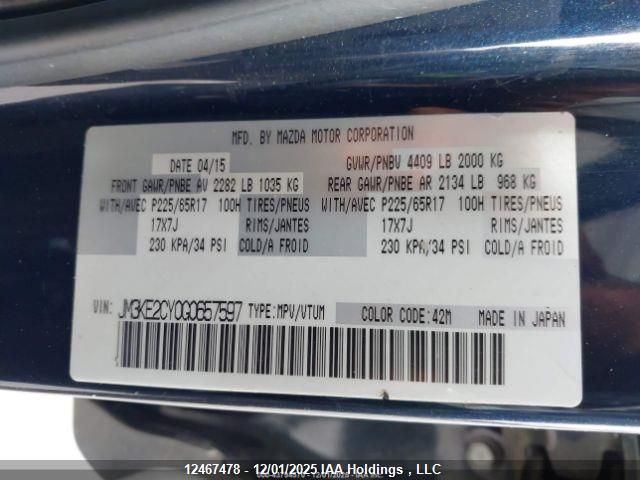 MFD. BY MAZDA MOTOR CORPORATION
DATE 04/15 GVWR/PNBV 4409 LB 2000 KG
FRONT GAWR/PNBE AV 2282 LB 1035 KG REAR GAWR/PNBE AR 2134 LB 968 KG
WITH/AVEC P225/65R17 100H TIRES/PNEUS WITH/AVEC P225/65R17 100H TIRES/PNEUS
17X7J RIMS/JANTES 17X7J RIMS/JANTES
230 KPA/34 PSI COLD/A FROID 230 KPA/34 PSI COLD/A FROID
VIN: JM3KE2CY0G0657597 TYPE:MPV/VTUM COLOR CODE:42M MADE IN JAPAN
12467478 - 12/01/2025 IAA Holdings , LLC